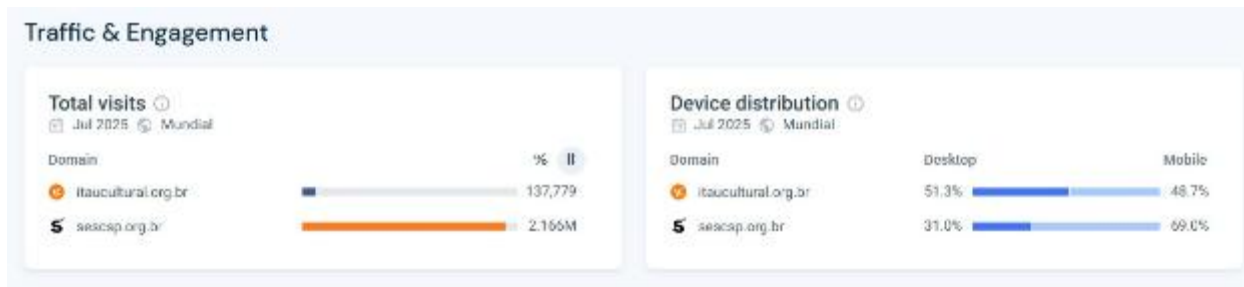 Traffic & Engagement
Total visits
Jul 2025 Mundial
Domain %
itaucultural.org.br 137,779
sescsp.org.br 2.166M
Device distribution
Jul 2025 Mundial
Domain Desktop Mobile
itaucultural.org.br 51.3% 48.7%
sescsp.org.br 31.0% 69.0%